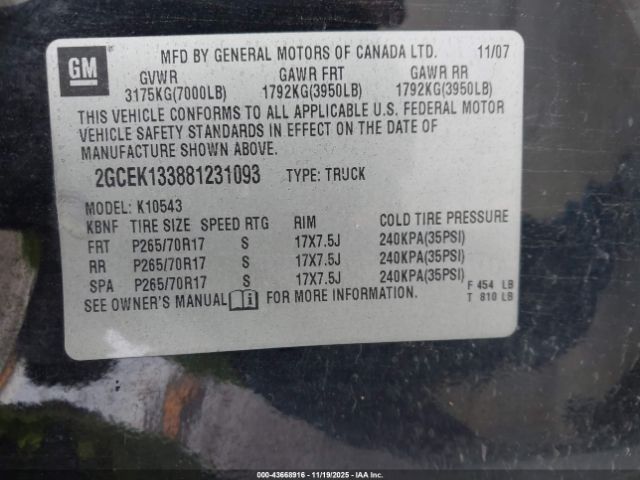 GM
MFD BY GENERAL MOTORS OF CANADA LTD. 11/07
GVWR GAWR FRT GAWR RR
3175KG(7000LB) 1792KG(3950LB) 1792KG(3950LB)
THIS VEHICLE CONFORMS TO ALL APPLICABLE U.S. FEDERAL MOTOR
VEHICLE SAFETY STANDARDS IN EFFECT ON THE DATE OF
MANUFACTURE SHOWN ABOVE.
2GCEK133881231093 TYPE: TRUCK
MODEL: K10543
KBNF TIRE SIZE SPEED RTG RIM COLD TIRE PRESSURE
FRT P265/70R17 S 17X7.5J 240KPA(35PSI)
RR P265/70R17 S 17X7.5J 240KPA(35PSI)
SPA P265/70R17 S 17X7.5J 240KPA(35PSI)
F 454 LB
SEE OWNER'S MANUAL i FOR MORE INFORMATION.
T 810 LB
000-43668916 - 11/19/2025 - Copyright IAA, Inc.